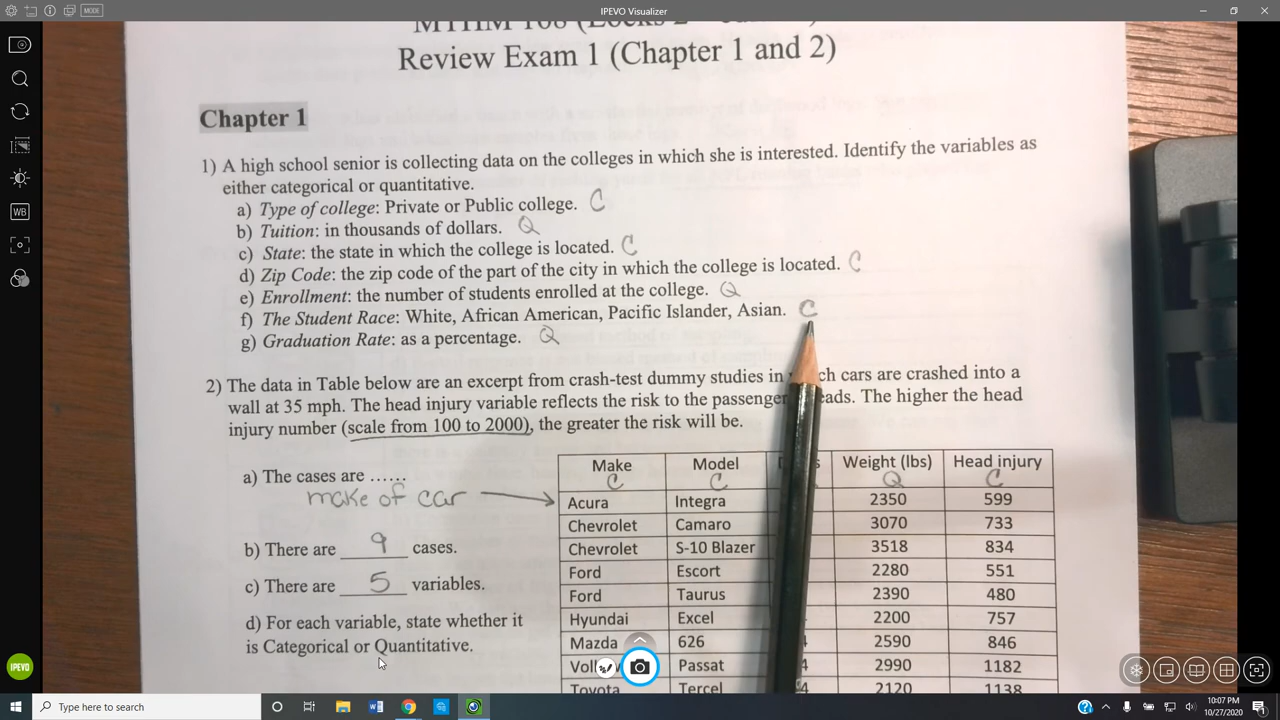 MODE
IPEVO Visualizer
Review Exam 1 (Chapter 1 and 2)
Chapter 1
1) A high school senior is collecting data on the colleges in which she is interested. Identify the variables as
either categorical or quantitative.
a) Type of college: Private or Public college. C
b) Tuition: in thousands of dollars. Q
c) State: the state in which the college is located. C
d) Zip Code: the zip code of the part of the city in which the college is located. C
e) Enrollment: the number of students enrolled at the college. Q
f) The Student Race: White, African American, Pacific Islander, Asian. C
g) Graduation Rate: as a percentage. Q
2) The data in Table below are an excerpt from crash-test dummy studies in cars are crashed into a
wall at 35 mph. The head injury variable reflects the risk to the The higher the head
injury number (scale from 100 to 2000), the greater the risk will be.
a) The cases are ......
make of car
b) There are 9 cases.
c) There are 5 variables.
d) For each variable, state whether it
is Categorical or Quantitative.
Make Model Weight (lbs) Head injury
C C Q C
Acura Integra 2350 599
Chevrolet Camaro 3070 733
Chevrolet S-10 Blazer 3518 834
Ford Escort 2280 551
Ford Taurus 2390 480
Hyundai Excel 2200 757
Mazda 626 2590 846
Passat 4 2990 1182
Toyota Tercel 4 2120 1138
WB
IPEVO
Type here to search
10:07 PM
10/27/2020